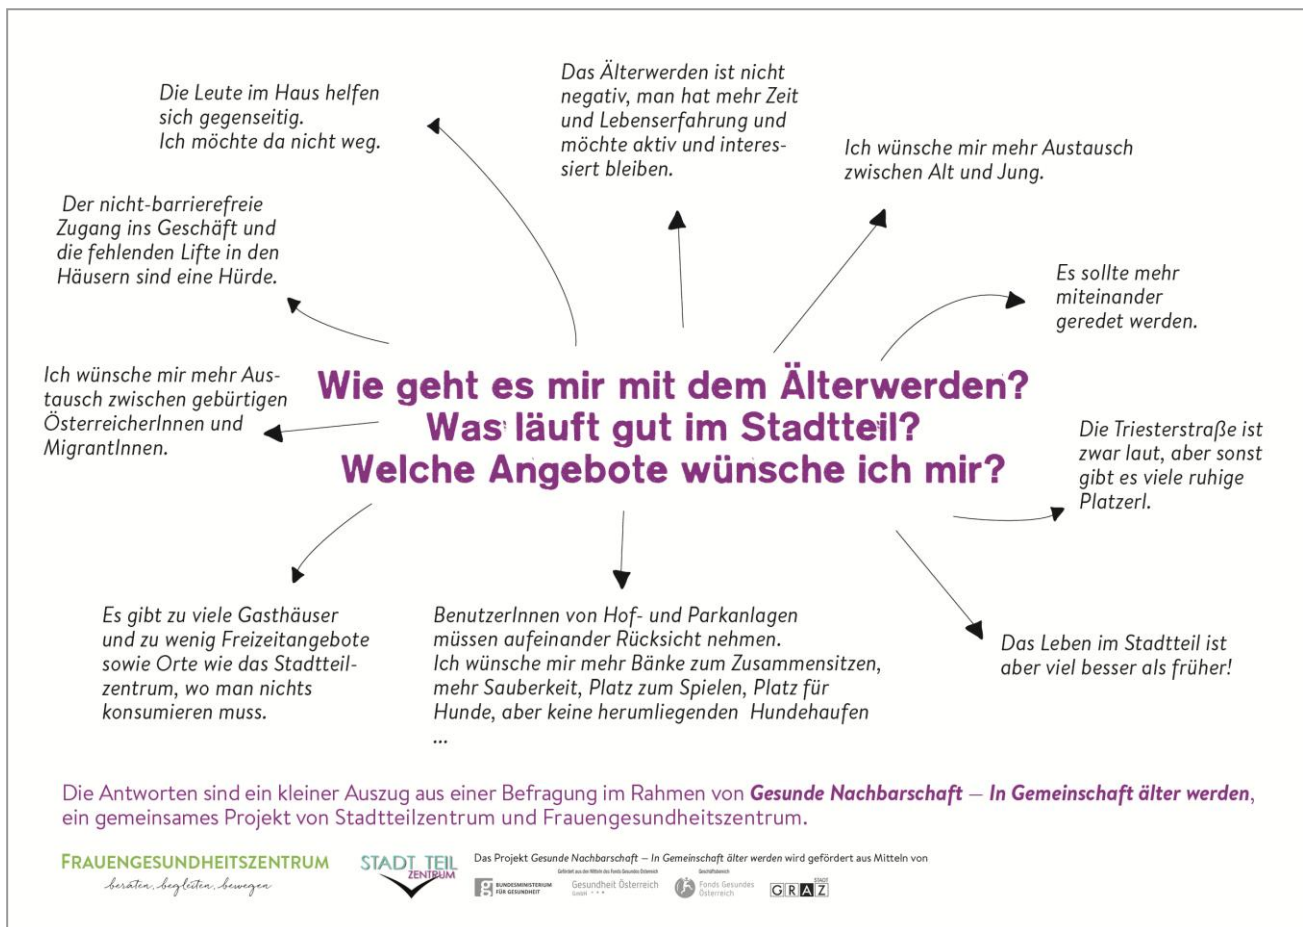 Die Leute im Haus helfen
sich gegenseitig.
Ich möchte da nicht weg.
Das Älterwerden ist nicht
negativ, man hat mehr Zeit
und Lebenserfahrung und
möchte aktiv und interes-
siert bleiben.
Ich wünsche mir mehr Austausch
zwischen Alt und Jung.
Der nicht-barrierefreie
Zugang ins Geschäft und
die fehlenden Lifte in den
Häusern sind eine Hürde.
Es sollte mehr
miteinander
geredet werden.
Ich wünsche mir mehr Aus-
tausch zwischen gebürtigen
ÖsterreicherInnen und
MigrantInnen.
Wie geht es mir mit dem Älterwerden?
Was läuft gut im Stadtteil?
Welche Angebote wünsche ich mir?
Die Triesterstraße ist
zwar laut, aber sonst
gibt es viele ruhige
Platzerl.
Es gibt zu viele Gasthäuser
und zu wenig Freizeitangebote
sowie Orte wie das Stadtteil-
zentrum, wo man nichts
konsumieren muss.
BenutzerInnen von Hof- und Parkanlagen
müssen aufeinander Rücksicht nehmen.
Ich wünsche mir mehr Bänke zum Zusammensitzen,
mehr Sauberkeit, Platz zum Spielen, Platz für
Hunde, aber keine herumliegenden Hundehaufen
...
Das Leben im Stadtteil ist
aber viel besser als früher!
Die Antworten sind ein kleiner Auszug aus einer Befragung im Rahmen von Gesunde Nachbarschaft – In Gemeinschaft älter werden,
ein gemeinsames Projekt von Stadtteilzentrum und Frauengesundheitszentrum.
FRAUENGESUNDHEITSZENTRUM
beraten, begleiten, bewegen
STADT TEIL
ZENTRUM
Das Projekt Gesunde Nachbarschaft – In Gemeinschaft älter werden wird gefördert aus Mitteln von
Gefördert aus den Mitteln des Fonds Gesundes Österreich
Geschäftsbereich
BUNDESMINISTERIUM
FÜR GESUNDHEIT
Gesundheit Österreich
GmbH
Fonds Gesundes
Österreich
STADT
GRAZ